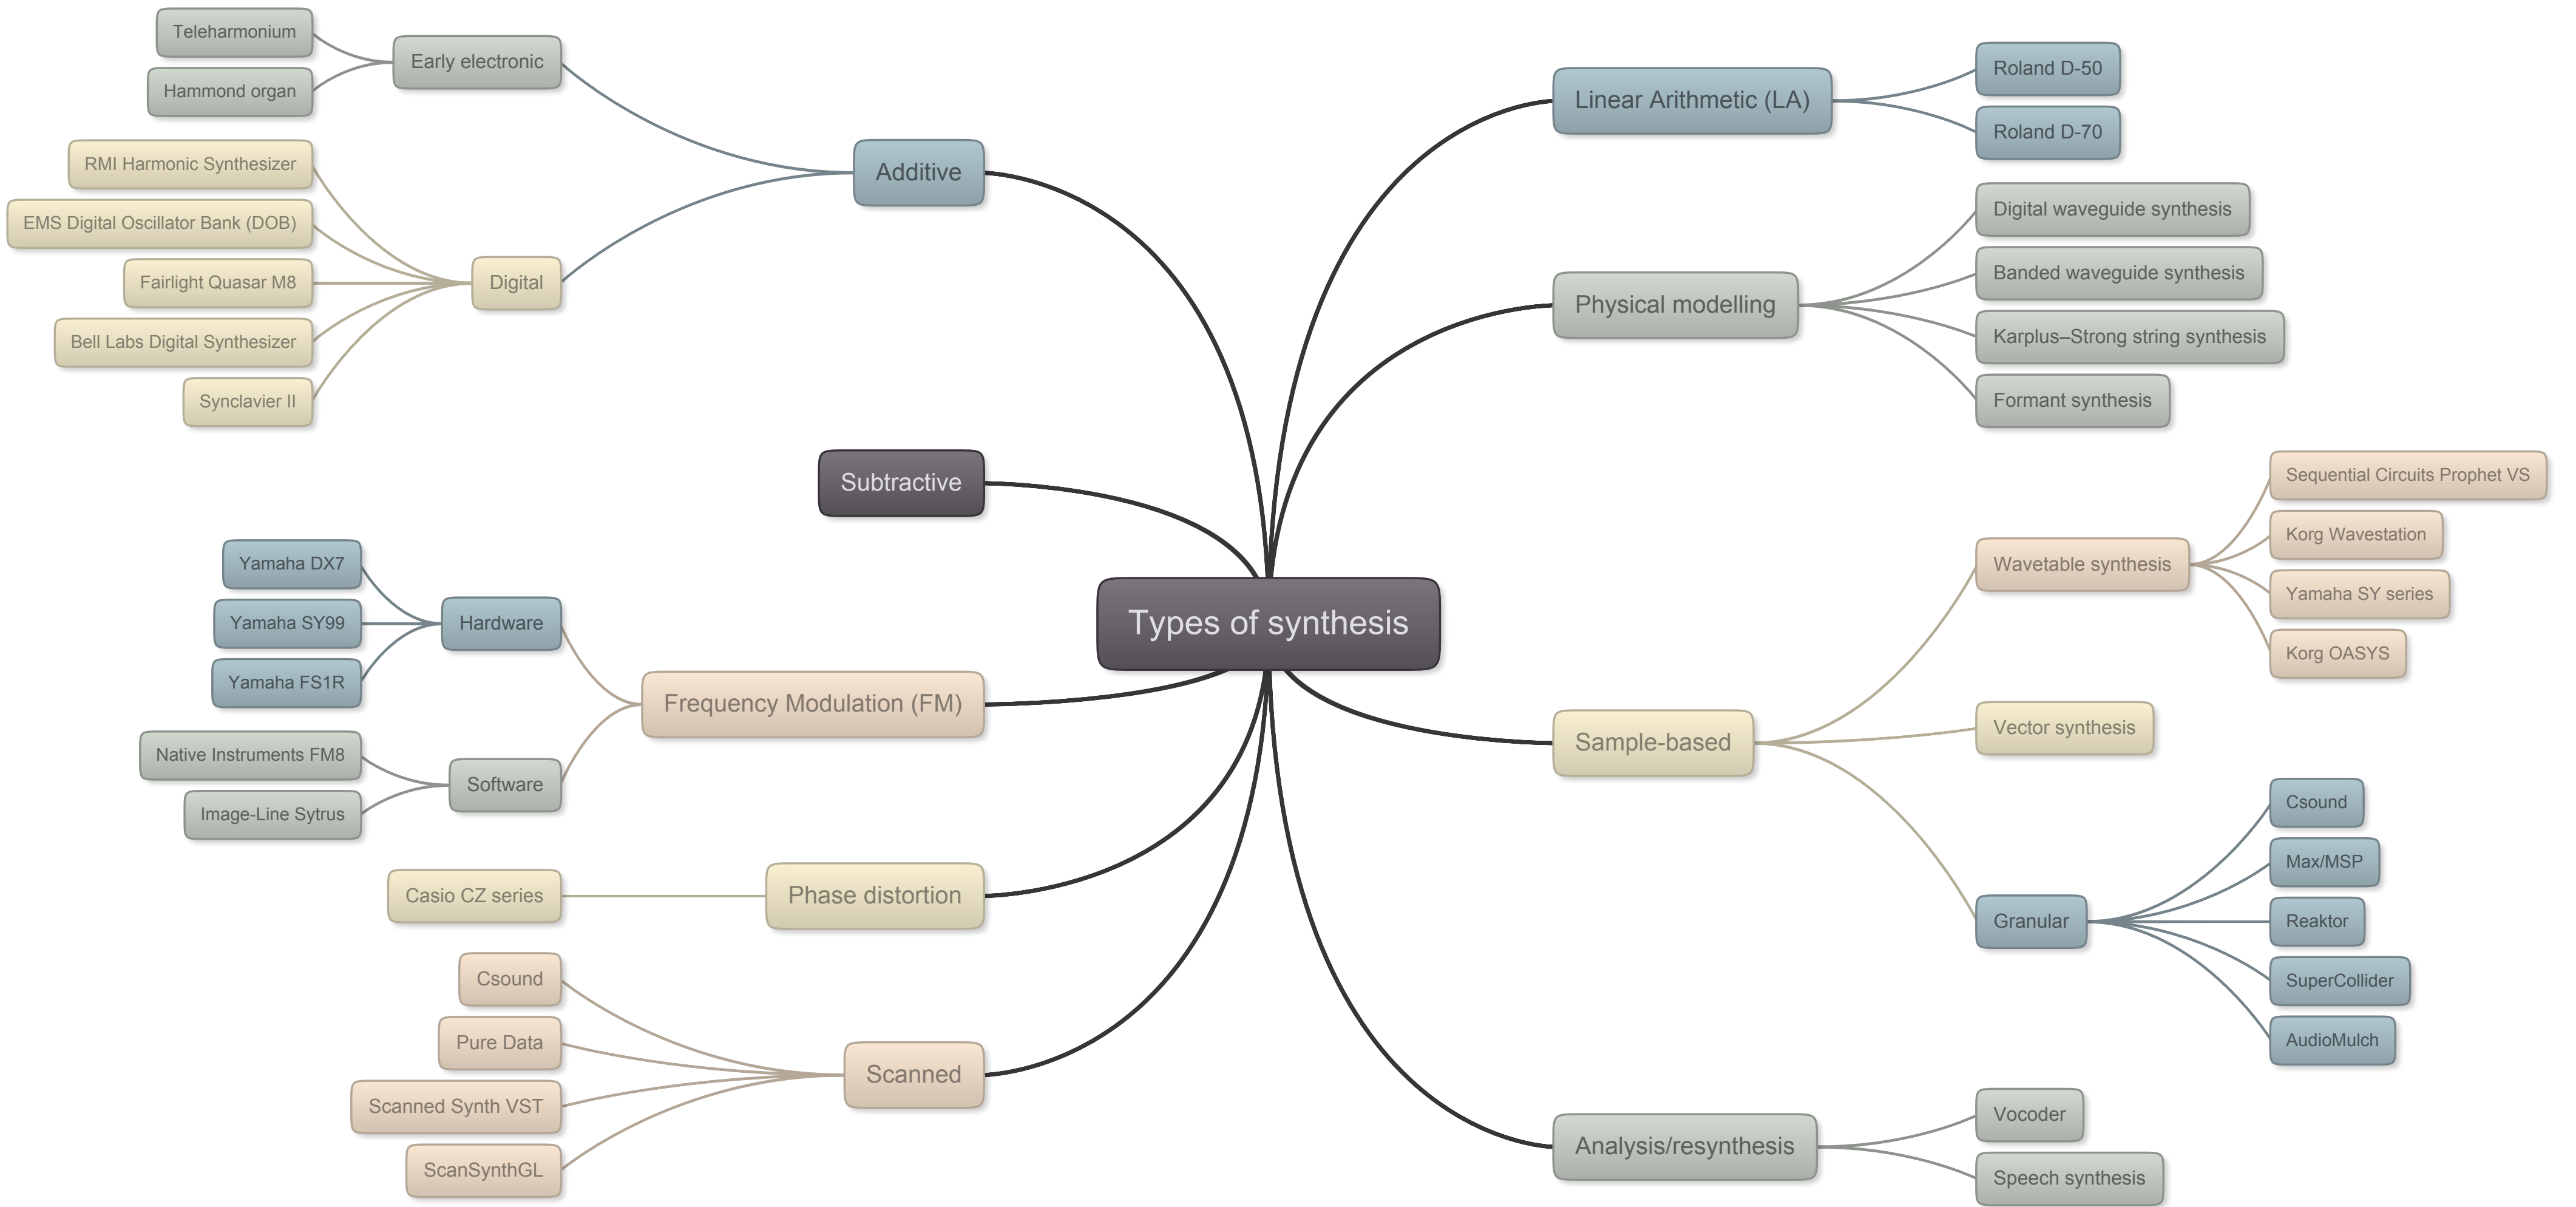 Types of synthesis
Additive
Early electronic
Teleharmonium
Hammond organ
Digital
RMI Harmonic Synthesizer
EMS Digital Oscillator Bank (DOB)
Fairlight Quasar M8
Bell Labs Digital Synthesizer
Synclavier II
Subtractive
Frequency Modulation (FM)
Hardware
Yamaha DX7
Yamaha SY99
Yamaha FS1R
Software
Native Instruments FM8
Image-Line Sytrus
Phase distortion
Casio CZ series
Scanned
Csound
Pure Data
Scanned Synth VST
ScanSynthGL
Linear Arithmetic (LA)
Roland D-50
Roland D-70
Physical modelling
Digital waveguide synthesis
Banded waveguide synthesis
Karplus–Strong string synthesis
Formant synthesis
Sample-based
Wavetable synthesis
Sequential Circuits Prophet VS
Korg Wavestation
Yamaha SY series
Korg OASYS
Vector synthesis
Granular
Csound
Max/MSP
Reaktor
SuperCollider
AudioMulch
Analysis/resynthesis
Vocoder
Speech synthesis